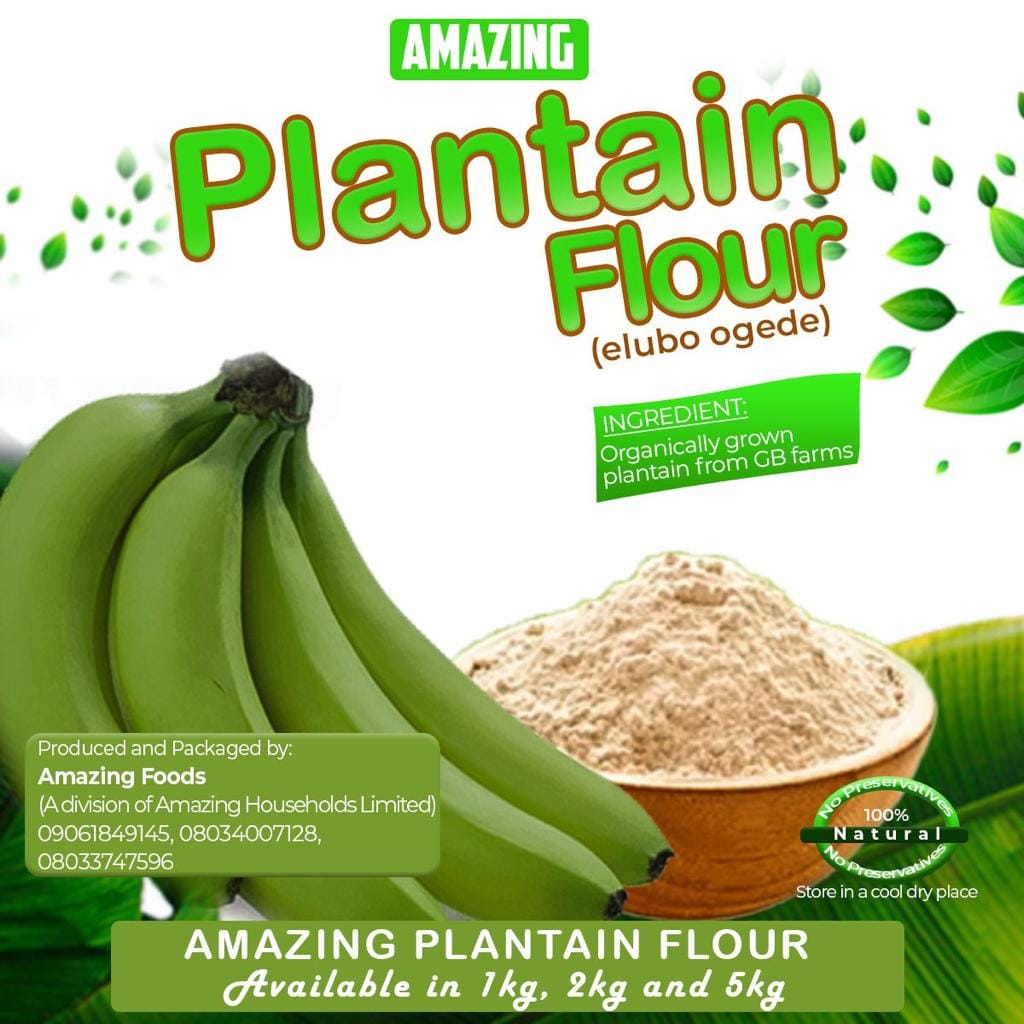 AMAZING
Plantain
Flour
(elubo ogede)
INGREDIENT:
Organically grown
plantain from GB farms
Produced and Packaged by:
Amazing Foods
(A division of Amazing Households Limited)
09061849145, 08034007128,
08033747596
No Preservatives
100%
Natural
No Preservatives
Store in a cool dry place
AMAZING PLANTAIN FLOUR
Available in 1kg, 2kg and 5kg